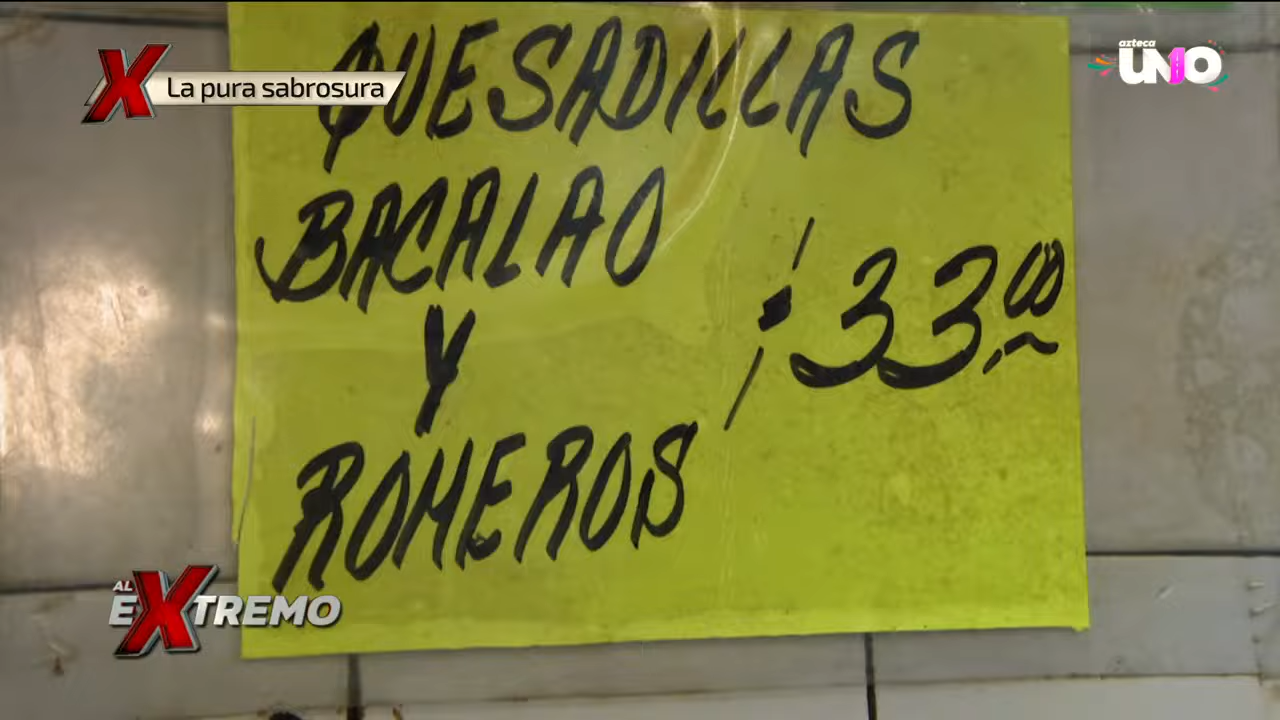 QUESADILLAS
BACALAO
Y
ROMEROS
33.00
La pura sabrosura
azteca
UNO
AL
EXTREMO